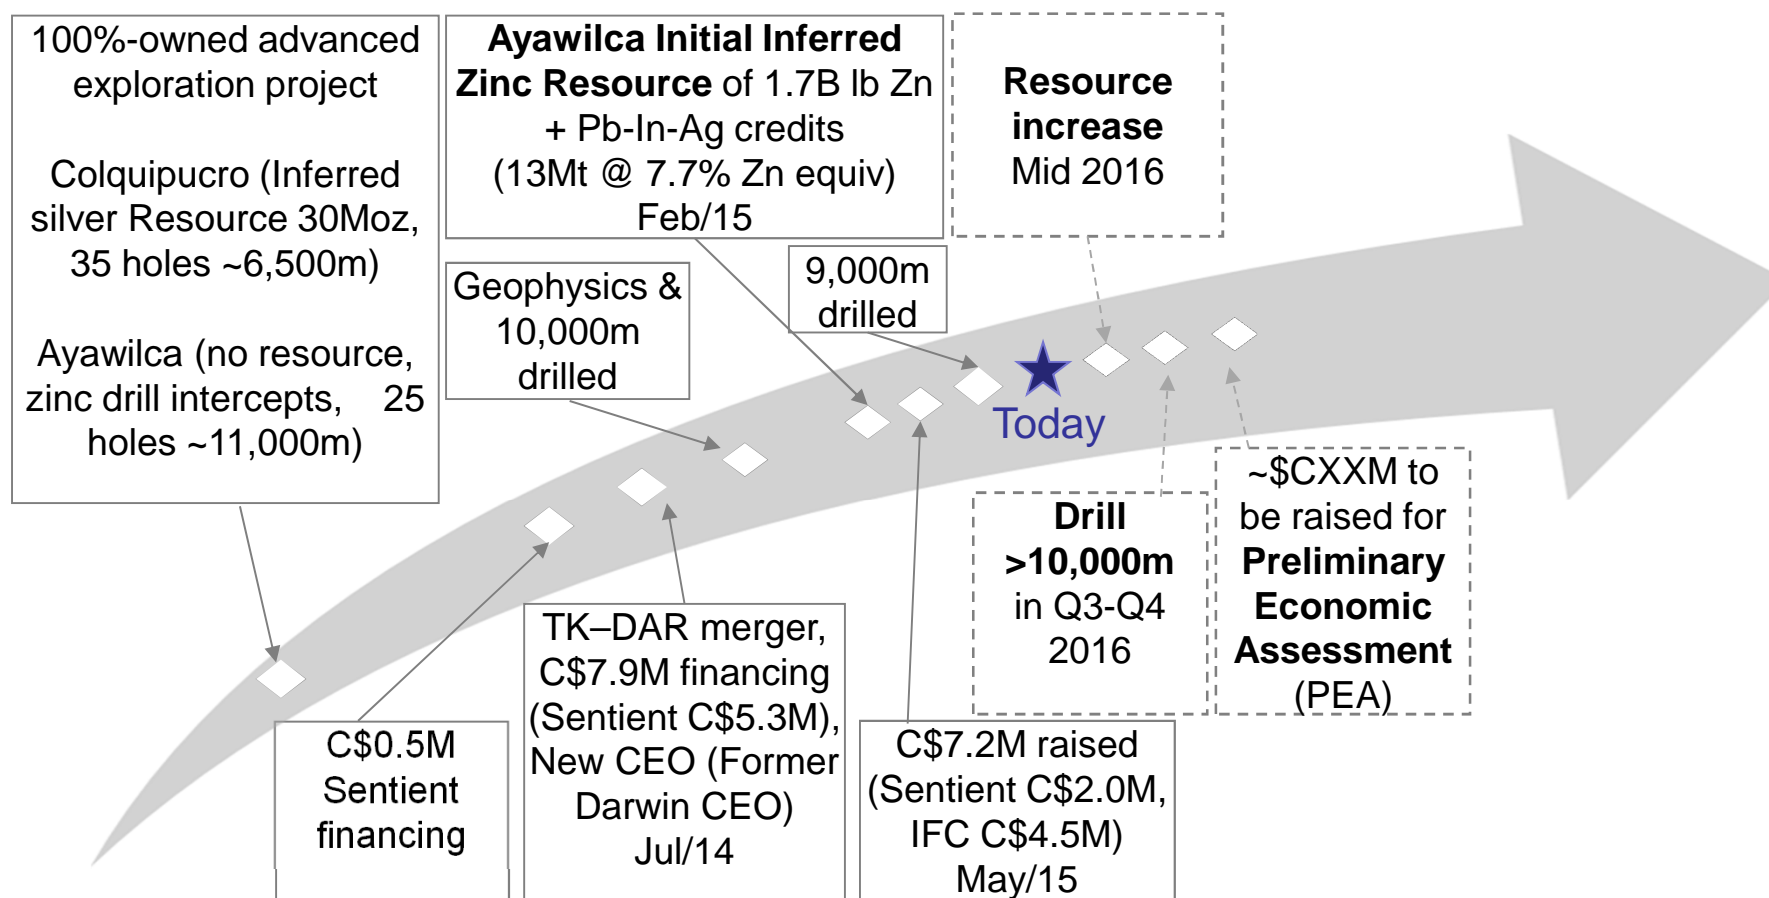 100%-owned advanced
exploration project
Colquipucro (Inferred
silver Resource 30Moz,
35 holes ~6,500m)
Ayawilca (no resource,
zinc drill intercepts, 25
holes ~11,000m)
Ayawilca Initial Inferred
Zinc Resource of 1.7B lb Zn
+ Pb-In-Ag credits
(13Mt @ 7.7% Zn equiv)
Feb/15
Resource
increase
Mid 2016
Geophysics &
10,000m
drilled
9,000m
drilled
Today
C$0.5M
Sentient
financing
TK–DAR merger,
C$7.9M financing
(Sentient C$5.3M),
New CEO (Former
Darwin CEO)
Jul/14
C$7.2M raised
(Sentient C$2.0M,
IFC C$4.5M)
May/15
Drill
>10,000m
in Q3-Q4
2016
~$CXXM to
be raised for
Preliminary
Economic
Assessment
(PEA)